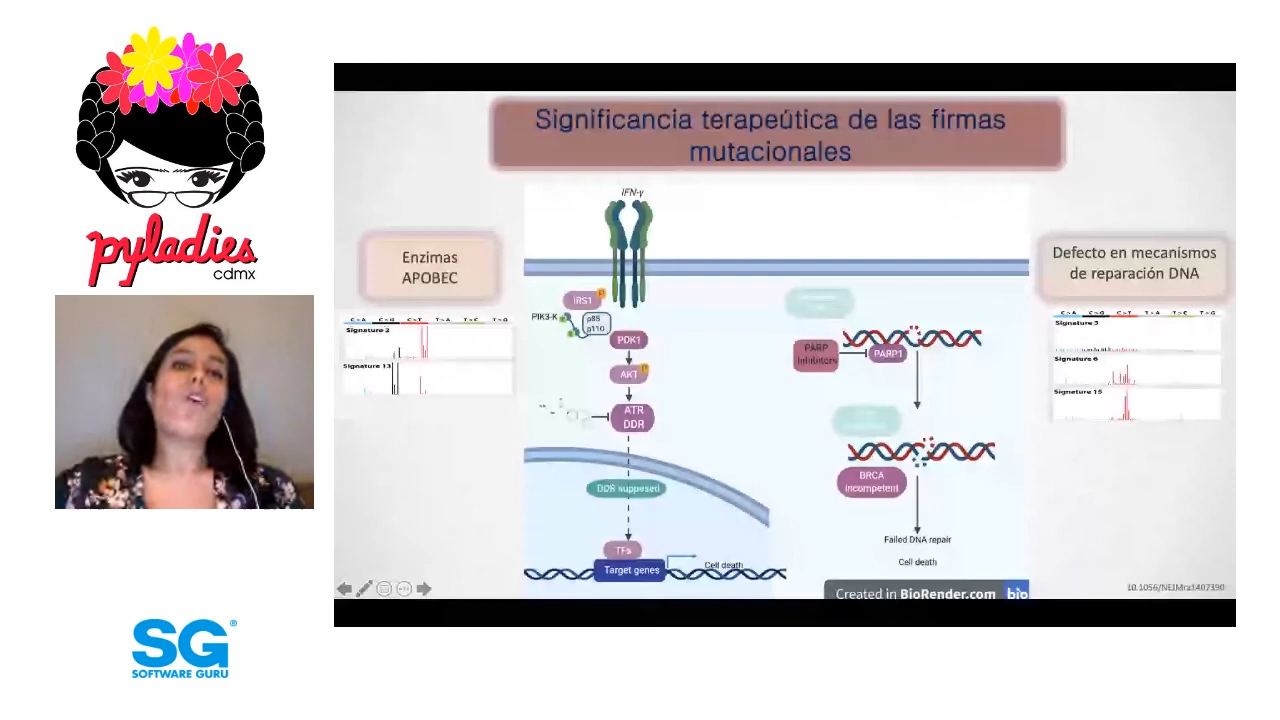 pyladies
cdmx
SG®
SOFTWARE GURU
Significancia terapeútica de las firmas
mutacionales
Enzimas
APOBEC
C>A C>G C>T T>A T>C T>G
Signature 2
Signature 13
IFN-γ
IRS1
P
PIK3-K
p85
p110
PDK1
AKT
P
ATR
DDR
DDR supposed
TFs
Target genes
Cell death
PARP
Inhibitors
PARP1
BRCA
incompetent
Failed DNA repair
Cell death
Created in BioRender.com
bio
Defecto en mecanismos
de reparación DNA
C>A C>G C>T T>A T>C T>G
Signature 3
Signature 6
Signature 15